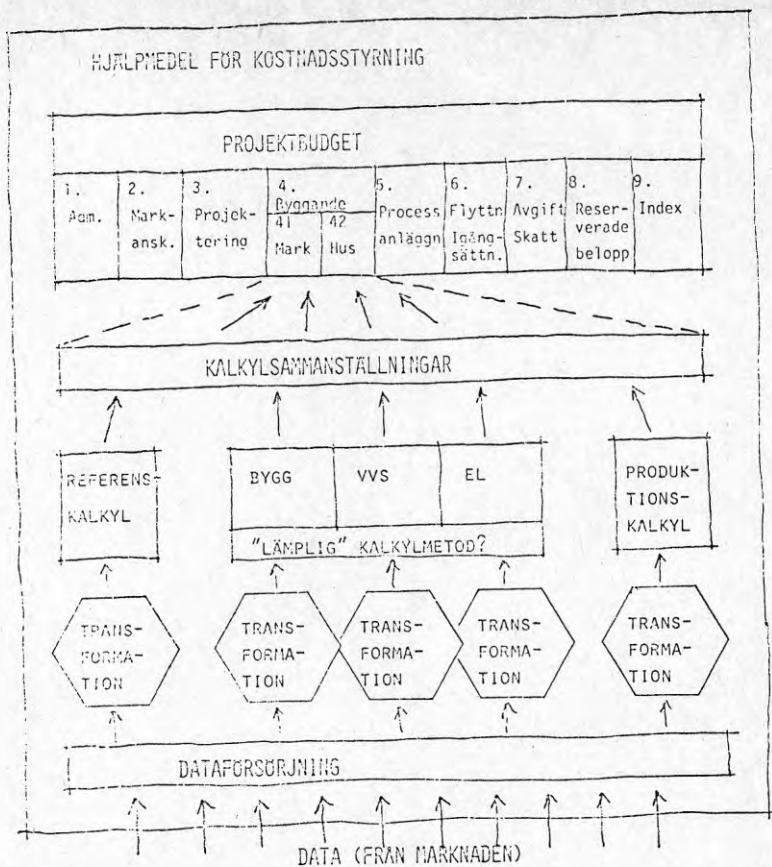 HJÄLPMEDEL FÖR KOSTNADSSTYRNING
PROJEKTBUDGET
1.
Adm.
2.
Mark-
ansk.
3.
Projek-
tering
4.
Byggande
41
Mark
42
Hus
5.
Process
anläggn
6.
Flyttn.
Igång-
sättn.
7.
Avgift
Skatt
8.
Reser-
verade
belopp
9.
Index
KALKYLSAMMANSTÄLLNINGAR
REFERENS-
KALKYL
BYGG
VVS
EL
"LÄMPLIG" KALKYLMETOD?
PRODUK-
TIONS-
KALKYL
TRANS-
FORMA-
TION
TRANS-
FORMA-
TION
TRANS-
FORMA-
TION
TRANS-
FORMA-
TION
TRANS-
FORMA-
TION
DATAFÖRSÖRJNING
DATA (FRÅN MARKNADEN)